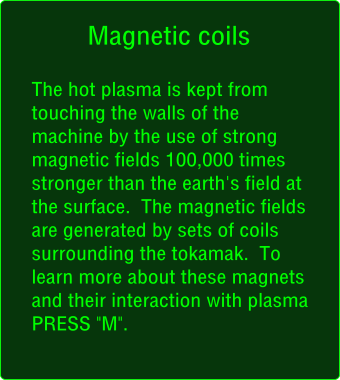 Magnetic coils
The hot plasma is kept from
touching the walls of the
machine by the use of strong
magnetic fields 100,000 times
stronger than the earth's field at
the surface.  The magnetic fields
are generated by sets of coils
surrounding the tokamak.  To
learn more about these magnets
and their interaction with plasma
PRESS "M".